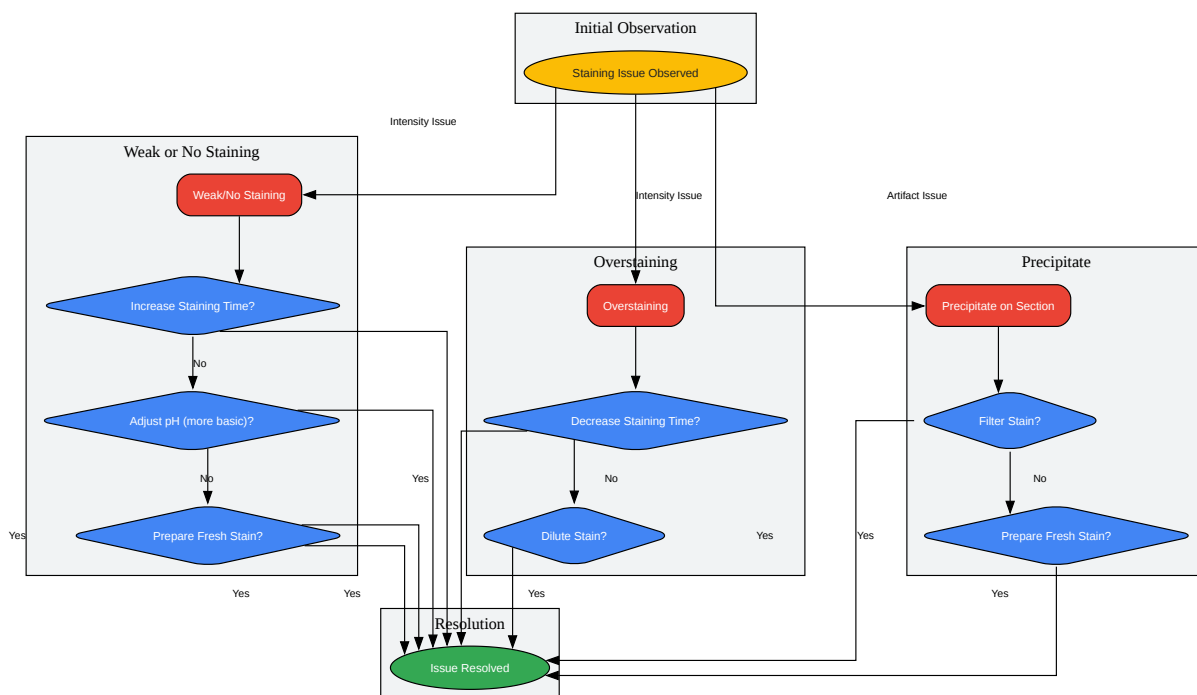 Initial Observation
Staining Issue Observed
Intensity Issue
Weak or No Staining
Weak/No Staining
Intensity Issue
Artifact Issue
Overstaining
Precipitate
Increase Staining Time?
Overstaining
Precipitate on Section
No
Adjust pH (more basic)?
Decrease Staining Time?
Filter Stain?
No
Yes
No
No
Yes
Prepare Fresh Stain?
Dilute Stain?
Yes
Yes
Prepare Fresh Stain?
Yes
Yes
Yes
Yes
Resolution
Issue Resolved